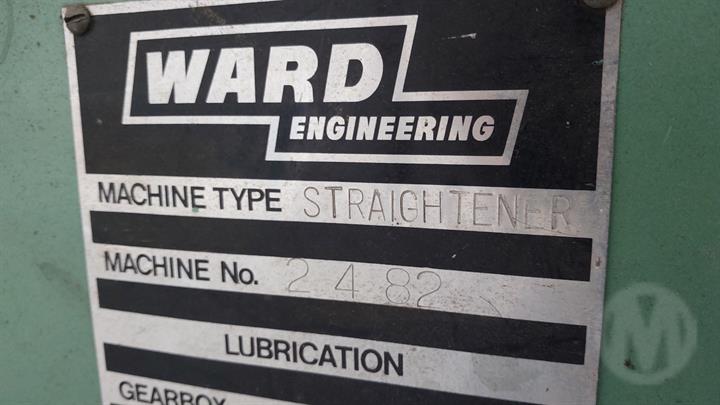 WARD
ENGINEERING
MACHINE TYPE STRAIGHTENER
MACHINE No. 2482
LUBRICATION
GEARBOX
M